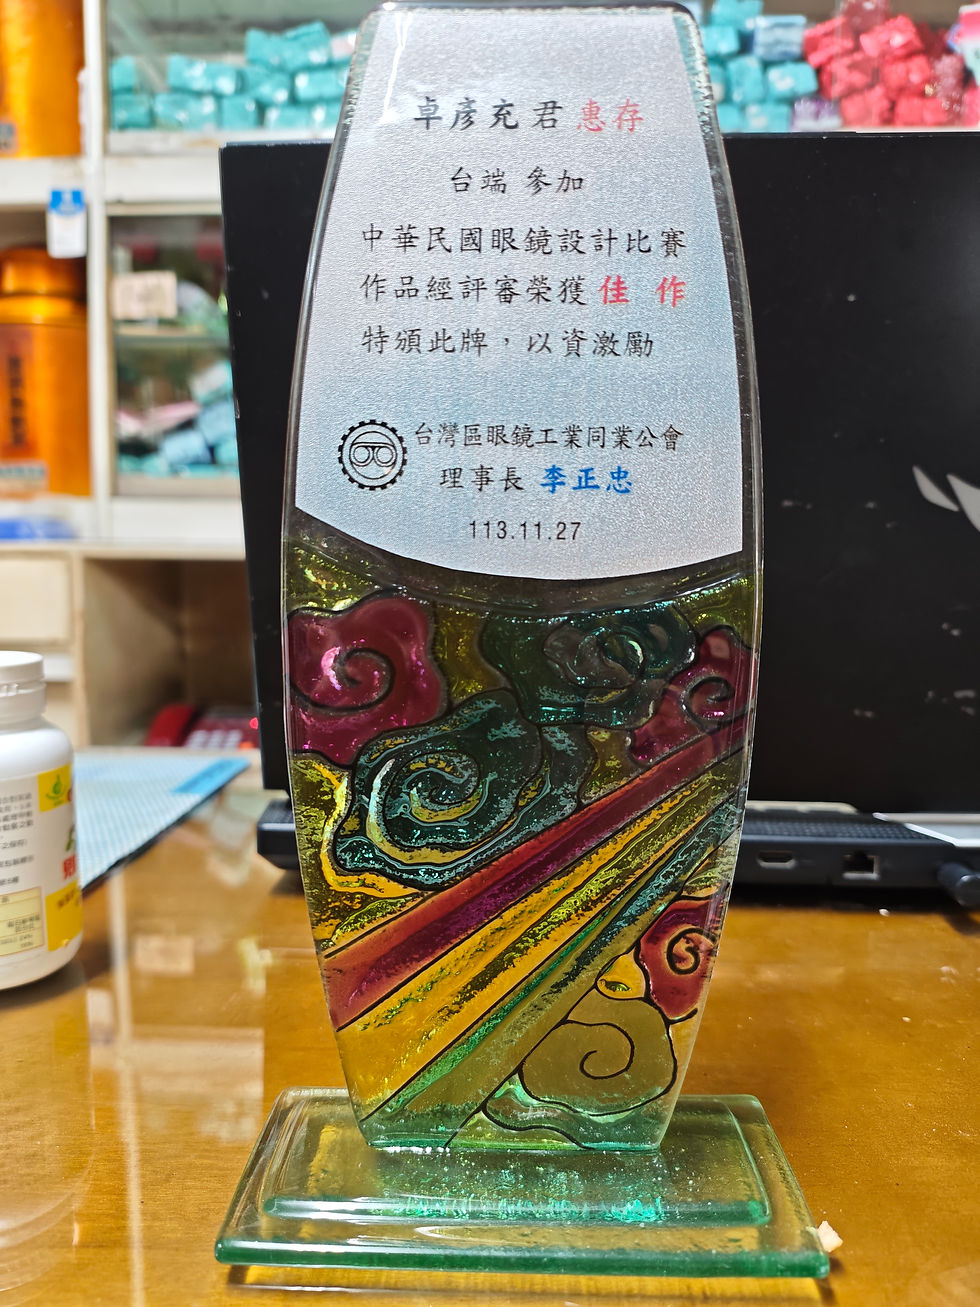 卓彥充君惠存
台端 參加
中華民國眼鏡設計比賽
作品經評審榮獲 佳 作
特頒此牌，以資激勵
台灣區眼鏡工業同業公會
理事長 李正忠
113.11.27